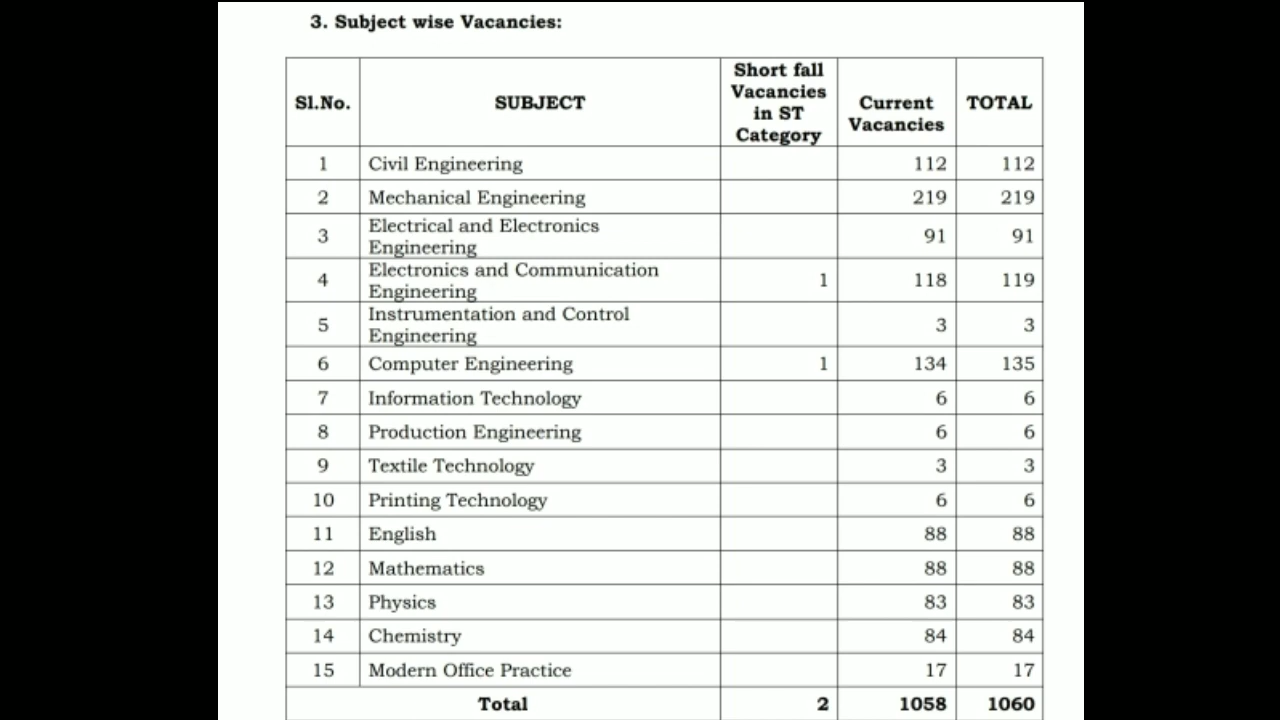 3. Subject wise Vacancies:
Sl.No. SUBJECT Short fall Vacancies in ST Category Current Vacancies TOTAL
1 Civil Engineering 112 112
2 Mechanical Engineering 219 219
3 Electrical and Electronics Engineering 91 91
4 Electronics and Communication Engineering 1 118 119
5 Instrumentation and Control Engineering 3 3
6 Computer Engineering 1 134 135
7 Information Technology 6 6
8 Production Engineering 6 6
9 Textile Technology 3 3
10 Printing Technology 6 6
11 English 88 88
12 Mathematics 88 88
13 Physics 83 83
14 Chemistry 84 84
15 Modern Office Practice 17 17
Total 2 1058 1060